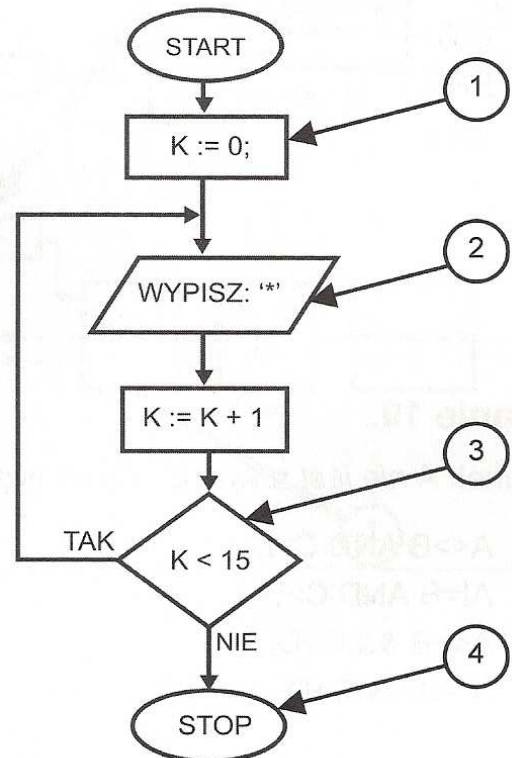 START
1
K := 0;
2
WYPISZ: ‘*’
K := K + 1
3
TAK
K < 15
NIE
4
STOP